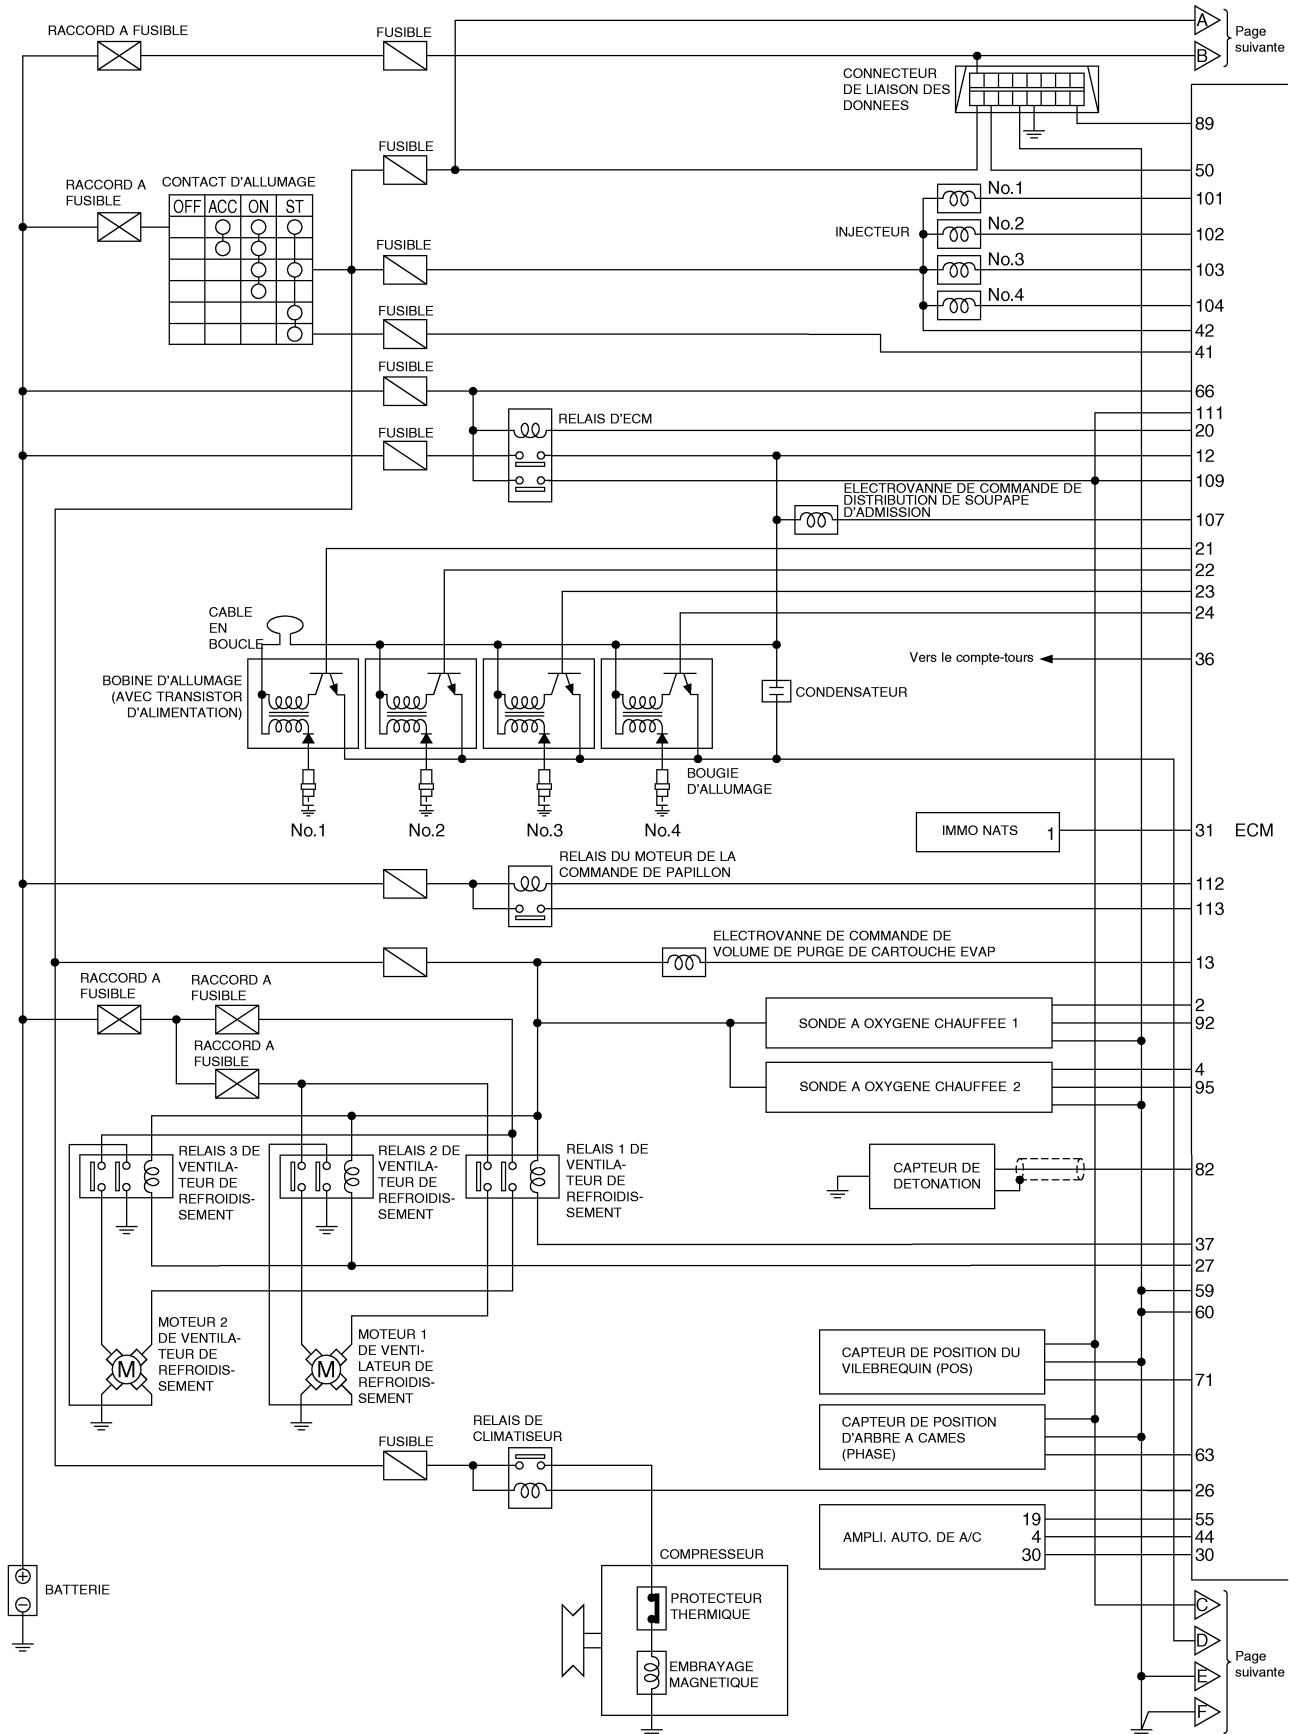 RACCORD A FUSIBLE
FUSIBLE
A
B
Page
suivante
CONNECTEUR
DE LIAISON DES
DONNEES
89
FUSIBLE
50
RACCORD A
FUSIBLE
CONTACT D'ALLUMAGE
OFF ACC ON ST
No.1
101
INJECTEUR
No.2
102
FUSIBLE
No.3
103
No.4
104
42
FUSIBLE
41
FUSIBLE
66
111
RELAIS D'ECM
20
FUSIBLE
12
109
ELECTROVANNE DE COMMANDE DE
DISTRIBUTION DE SOUPAPE
D'ADMISSION
107
21
22
23
24
CABLE
EN
BOUCLE
Vers le compte-tours
36
BOBINE D'ALLUMAGE
(AVEC TRANSISTOR
D'ALIMENTATION)
CONDENSATEUR
BOUGIE
D'ALLUMAGE
No.1
No.2
No.3
No.4
IMMO NATS 1
31
ECM
RELAIS DU MOTEUR DE LA
COMMANDE DE PAPILLON
112
113
ELECTROVANNE DE COMMANDE DE
VOLUME DE PURGE DE CARTOUCHE EVAP
13
RACCORD A
FUSIBLE
RACCORD A
FUSIBLE
RACCORD A
FUSIBLE
2
SONDE A OXYGENE CHAUFFEE 1
92
4
SONDE A OXYGENE CHAUFFEE 2
95
RELAIS 3 DE
VENTILA-
TEUR DE
REFROIDIS-
SEMENT
RELAIS 2 DE
VENTILA-
TEUR DE
REFROIDIS-
SEMENT
RELAIS 1 DE
VENTILA-
TEUR DE
REFROIDIS-
SEMENT
CAPTEUR DE
DETONATION
82
37
27
59
60
MOTEUR 2
DE VENTILA-
TEUR DE
REFROIDIS-
SEMENT
M
MOTEUR 1
DE VENTI-
LATEUR DE
REFROIDIS-
SEMENT
M
CAPTEUR DE POSITION DU
VILEBREQUIN (POS)
71
CAPTEUR DE POSITION
D'ARBRE A CAMES
(PHASE)
63
FUSIBLE
RELAIS DE
CLIMATISEUR
26
AMPLI. AUTO. DE A/C
19
4
30
55
44
30
BATTERIE
COMPRESSEUR
PROTECTEUR
THERMIQUE
EMBRAYAGE
MAGNETIQUE
C
D
E
F
Page
suivante